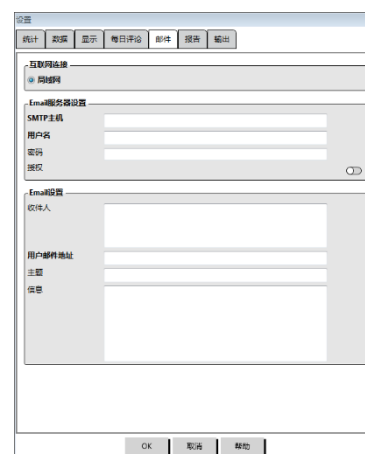 设置
统计 数据 显示 每日评论 邮件 报告 输出
互联网连接
局域网
Email服务器设置
SMTP主机
用户名
密码
授权
Email设置
收件人
用户邮件地址
主题
信息
OK 取消 帮助